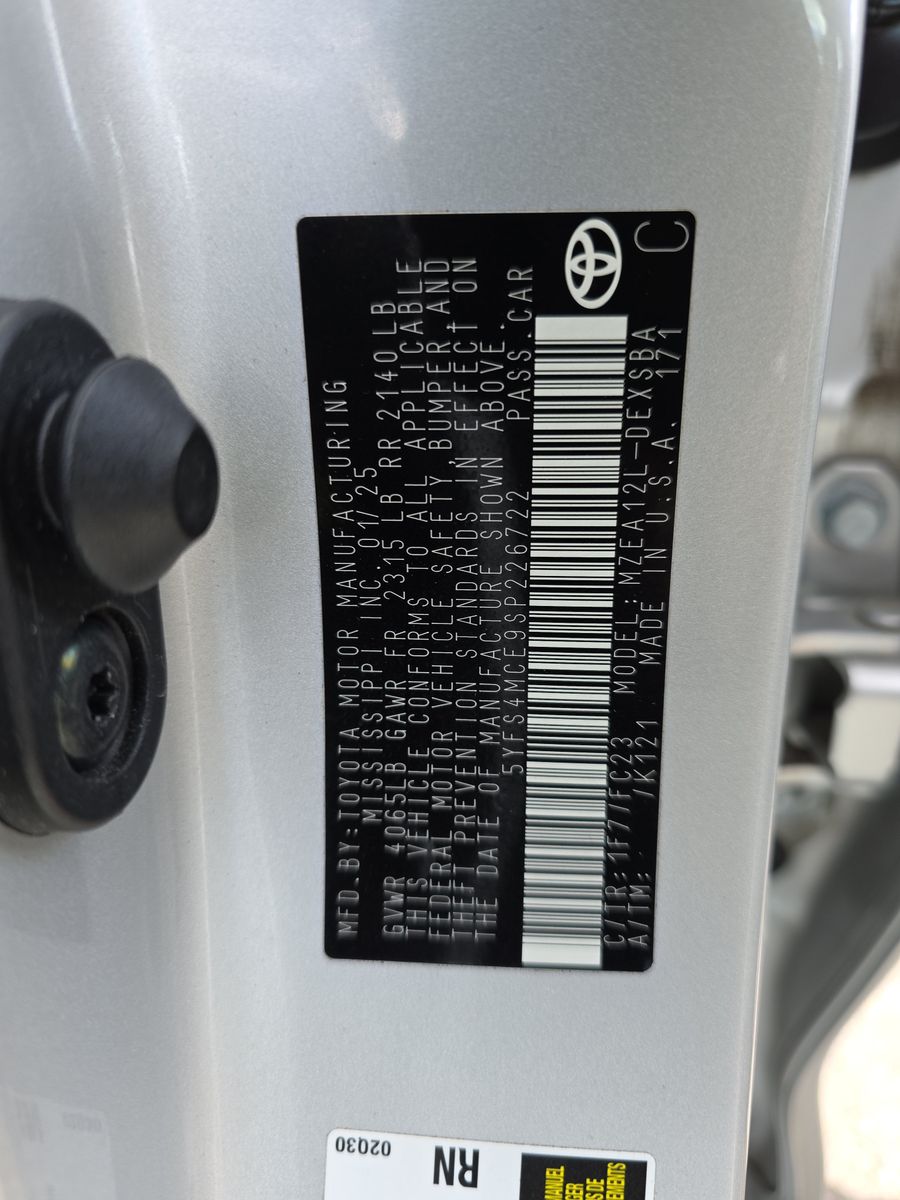 MFD.BY:TOYOTA MOTOR MANUFACTURING
MISSISSIPPI INC. 01/25
GVWR 4065LB GAWR FR 2315 LB RR 2140 LB
THIS VEHICLE CONFORMS TO ALL APPLICABLE
FEDERAL MOTOR VEHICLE SAFETY, BUMPER, AND
THEFT PREVENTION STANDARDS IN EFFECT ON
THE DATE OF MANUFACTURE SHOWN ABOVE.
5YFS4MCE9SP226722 PASS.CAR
C/TR:1F7/FC23 MODEL:MZEA12L-DEXSBA
A/TM: /K121 MADE IN U.S.A. 171
C
02Q30
RN
MANUEL
S DE